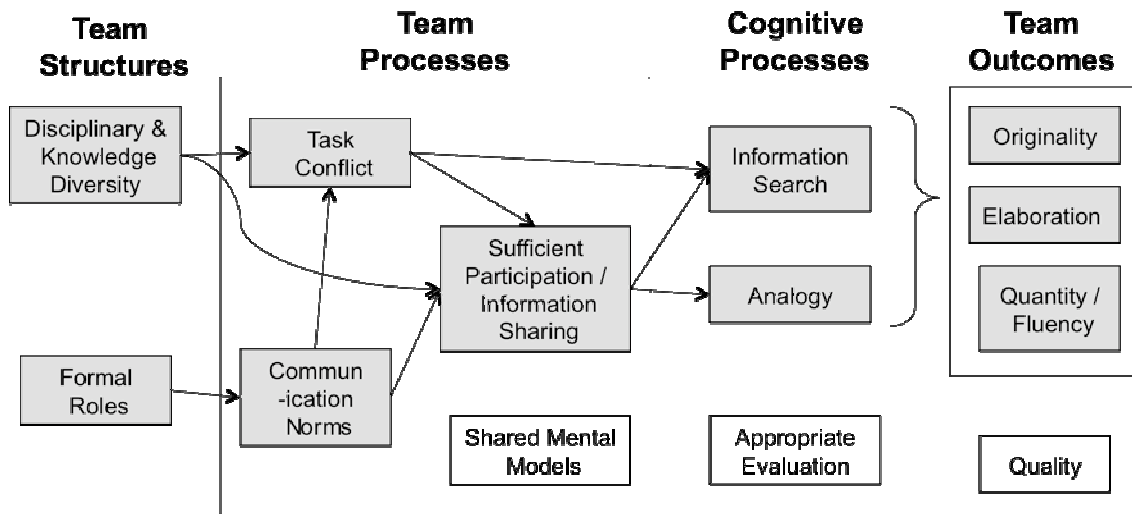 Team
Structures
Team
Processes
Cognitive
Processes
Team
Outcomes
Disciplinary &
Knowledge
Diversity
Task
Conflict
Information
Search
Originality
Elaboration
Sufficient
Participation /
Information
Sharing
Analogy
Quantity /
Fluency
Formal
Roles
Commun
-ication
Norms
Shared Mental
Models
Appropriate
Evaluation
Quality